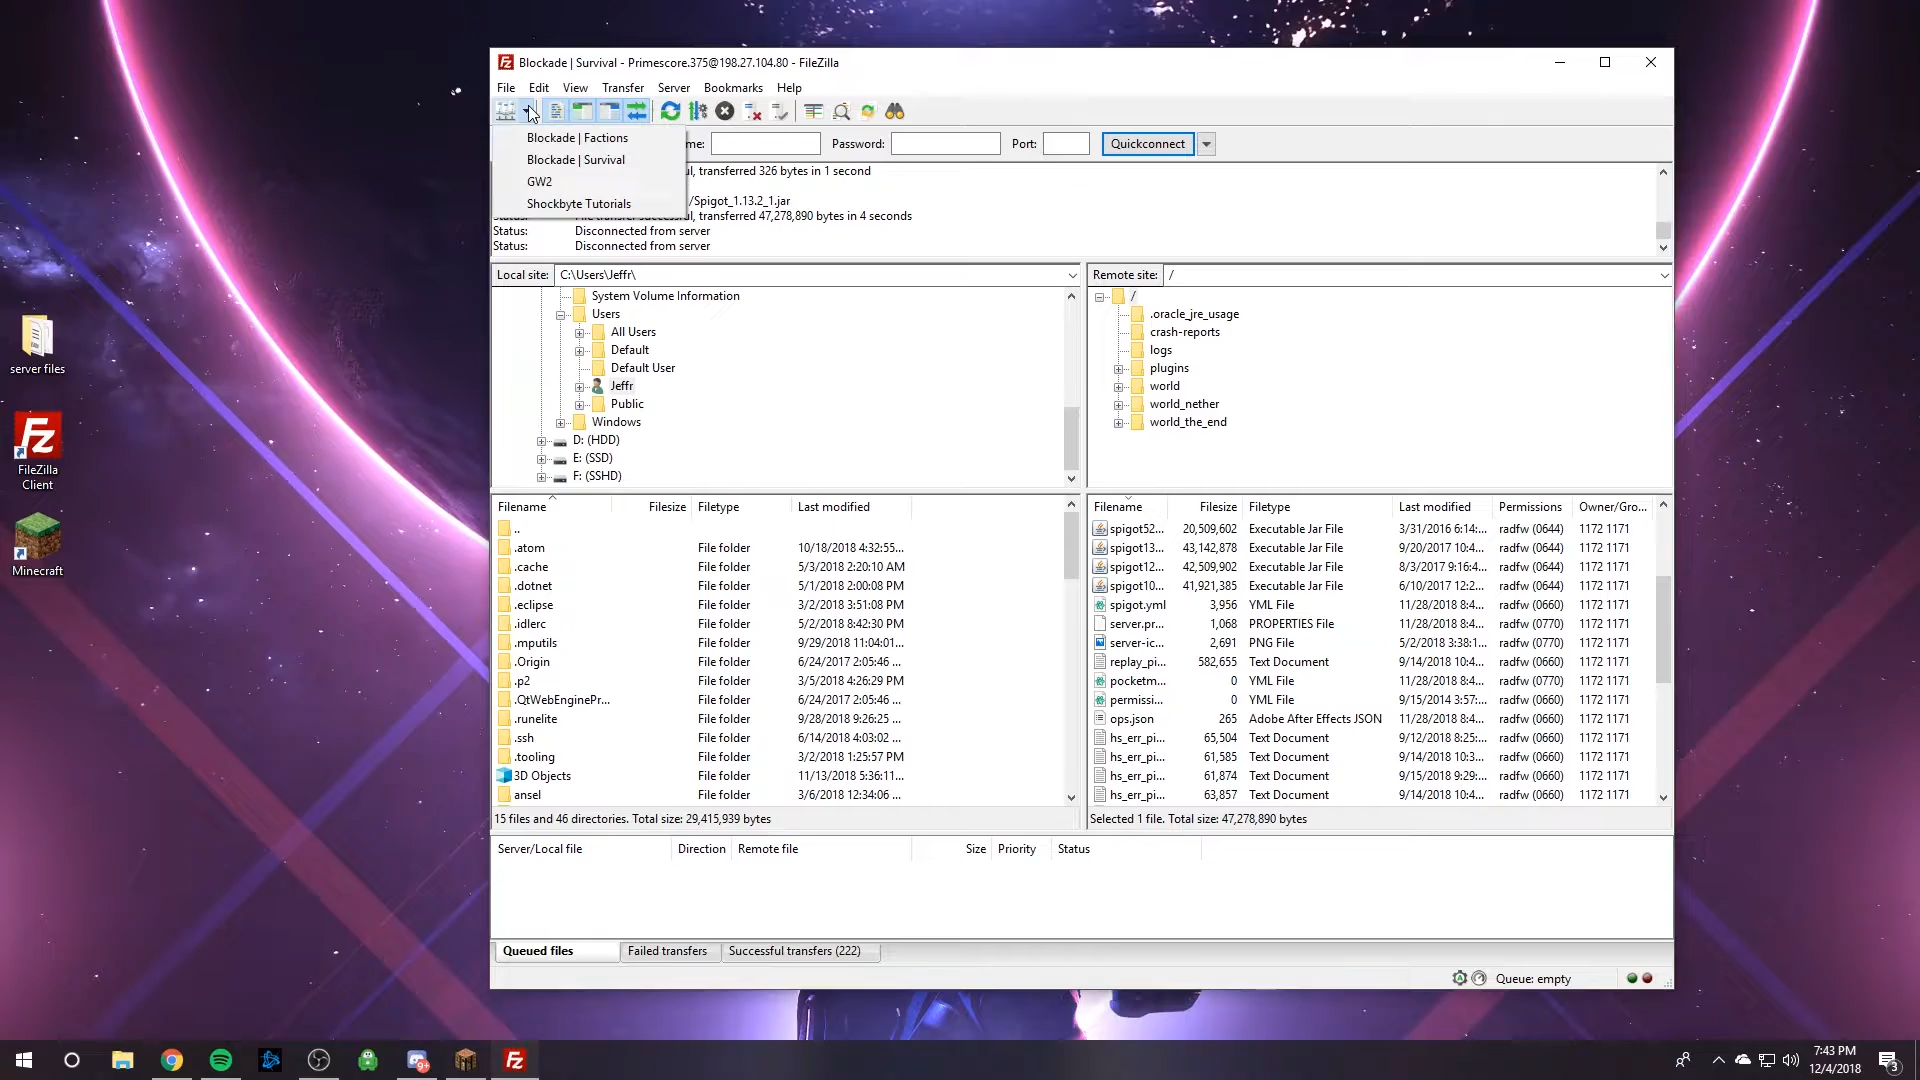 Blockade | Survival - Primescore.375@198.27.104.80 - FileZilla
File Edit View Transfer Server Bookmarks Help
Blockade | Factions
Blockade | Survival
GW2
Shockbyte Tutorials
me: Password: Port: Quickconnect
ul, transferred 326 bytes in 1 second
/Spigot_1.13.2_1.jar
Status: File transfer successful, transferred 47,278,890 bytes in 4 seconds
Status: Disconnected from server
Status: Disconnected from server
Local site: C:\Users\Jeffr\
System Volume Information
Users
All Users
Default
Default User
Jeffr
Public
Windows
D: (HDD)
E: (SSD)
F: (SSHD)
Remote site: /
/
.oracle_jre_usage
crash-reports
logs
plugins
world
world_nether
world_the_end
Filename Filesize Filetype Last modified
..
.atom File folder 10/18/2018 4:32:55...
.cache File folder 5/3/2018 2:20:10 AM
.dotnet File folder 5/1/2018 2:00:08 PM
.eclipse File folder 3/2/2018 3:51:08 PM
.idlerc File folder 5/2/2018 8:42:30 PM
.mputils File folder 9/29/2018 11:04:01...
.Origin File folder 6/24/2017 2:05:46 ...
.p2 File folder 3/5/2018 4:26:29 PM
.QtWebEnginePr... File folder 6/24/2017 2:05:46 ...
.runelite File folder 9/28/2018 9:26:25 ...
.ssh File folder 6/14/2018 4:03:02 ...
.tooling File folder 3/2/2018 1:25:57 PM
3D Objects File folder 11/13/2018 5:36:11...
ansel File folder 3/6/2018 12:34:06 ...
15 files and 46 directories. Total size: 29,415,939 bytes
Filename Filesize Filetype Last modified Permissions Owner/Gro...
spigot52... 20,509,602 Executable Jar File 3/31/2016 6:14:... radfw (0644) 1172 1171
spigot13... 43,142,878 Executable Jar File 9/20/2017 10:4... radfw (0644) 1172 1171
spigot12... 42,509,902 Executable Jar File 8/3/2017 9:16:4... radfw (0644) 1172 1171
spigot10... 41,921,385 Executable Jar File 6/10/2017 12:2... radfw (0644) 1172 1171
spigot.yml 3,956 YML File 11/28/2018 8:4... radfw (0660) 1172 1171
server.pr... 1,068 PROPERTIES File 11/28/2018 8:4... radfw (0770) 1172 1171
server-ic... 2,691 PNG File 5/2/2018 3:38:1... radfw (0770) 1172 1171
replay_pi... 582,655 Text Document 9/14/2018 10:4... radfw (0660) 1172 1171
pocketm... 0 YML File 11/28/2018 8:4... radfw (0770) 1172 1171
permissi... 0 YML File 9/15/2014 3:57:... radfw (0660) 1172 1171
ops.json 265 Adobe After Effects JSON 11/28/2018 8:4... radfw (0660) 1172 1171
hs_err_pi... 65,504 Text Document 9/12/2018 8:25:... radfw (0660) 1172 1171
hs_err_pi... 61,585 Text Document 9/14/2018 10:3... radfw (0660) 1172 1171
hs_err_pi... 61,874 Text Document 9/15/2018 9:29:... radfw (0660) 1172 1171
hs_err_pi... 63,857 Text Document 9/14/2018 10:4... radfw (0660) 1172 1171
Selected 1 file. Total size: 47,278,890 bytes
Server/Local file Direction Remote file Size Priority Status
Queued files Failed transfers Successful transfers (222)
Queue: empty
server files
FileZilla
Client
Minecraft
7:43 PM
12/4/2018
3